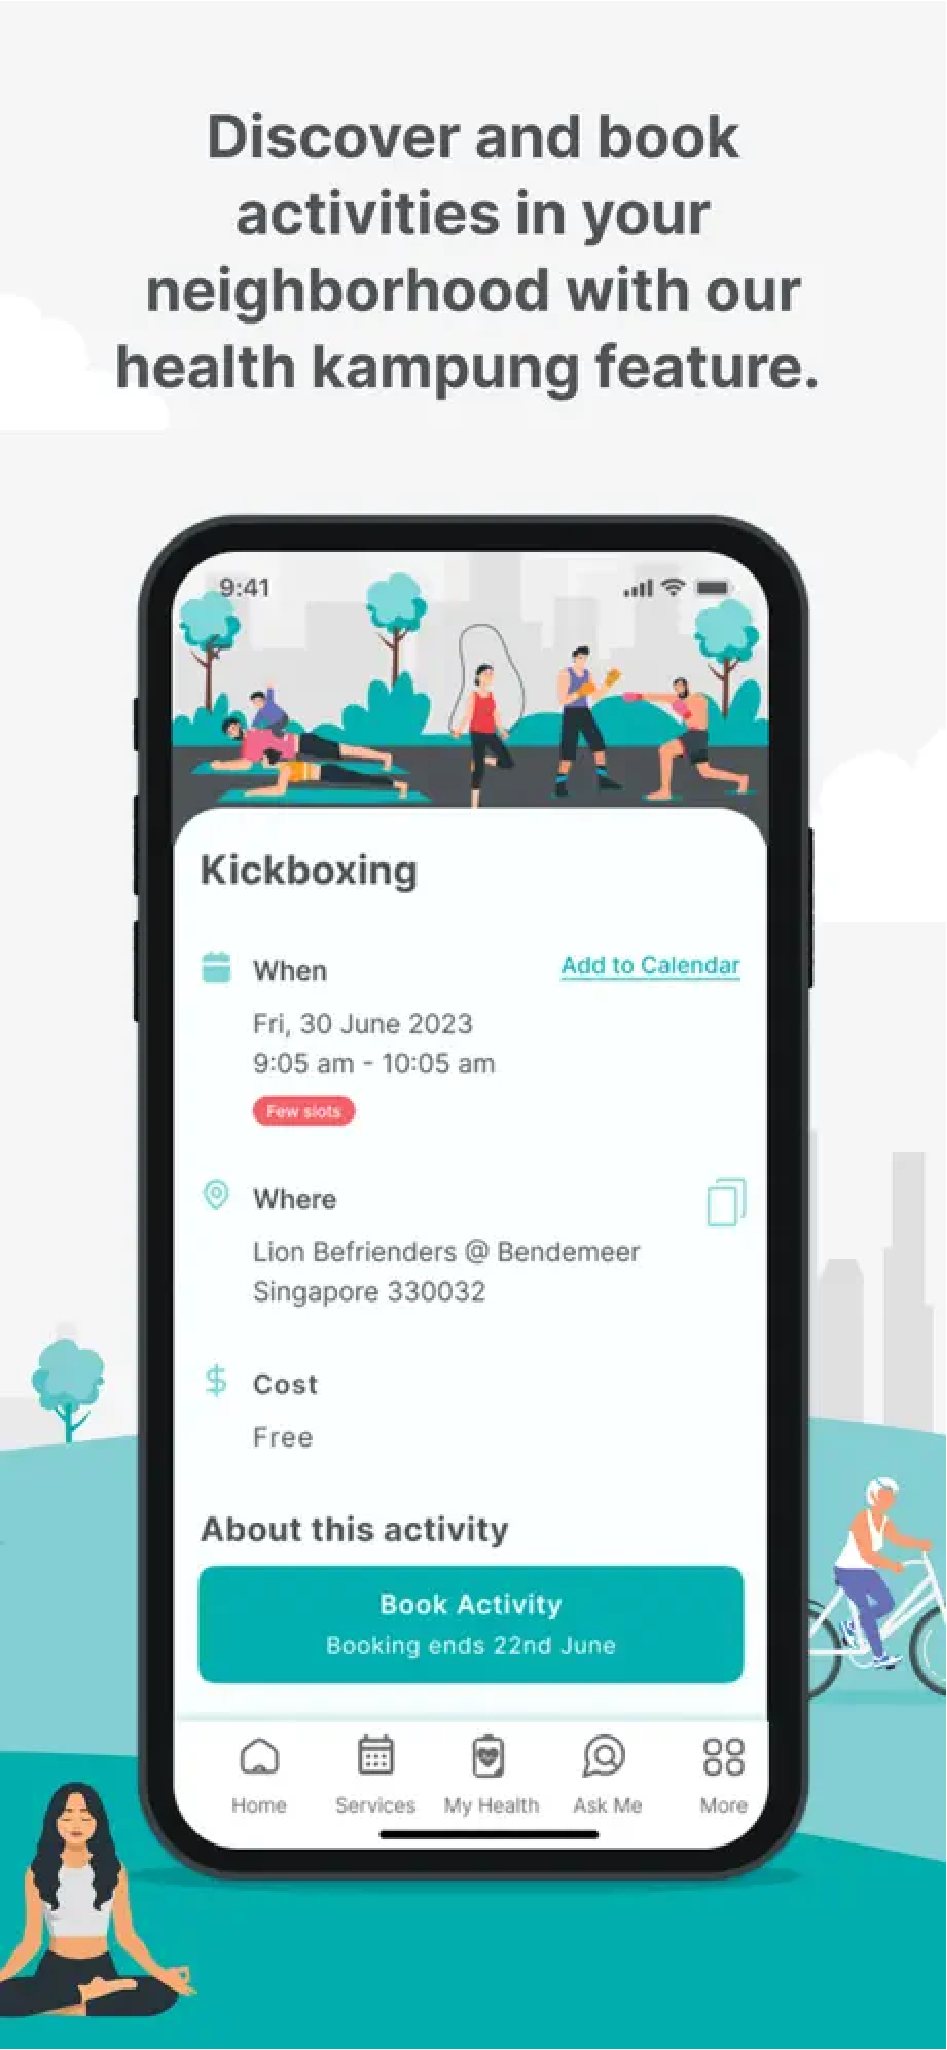 Discover and book
activities in your
neighborhood with our
health kampung feature.
9:41
Kickboxing
When
Add to Calendar
Fri, 30 June 2023
9:05 am - 10:05 am
Few slots
Where
Lion Befrienders @ Bendemeer
Singapore 330032
Cost
Free
About this activity
Book Activity
Booking ends 22nd June
Home
Services
My Health
Ask Me
More